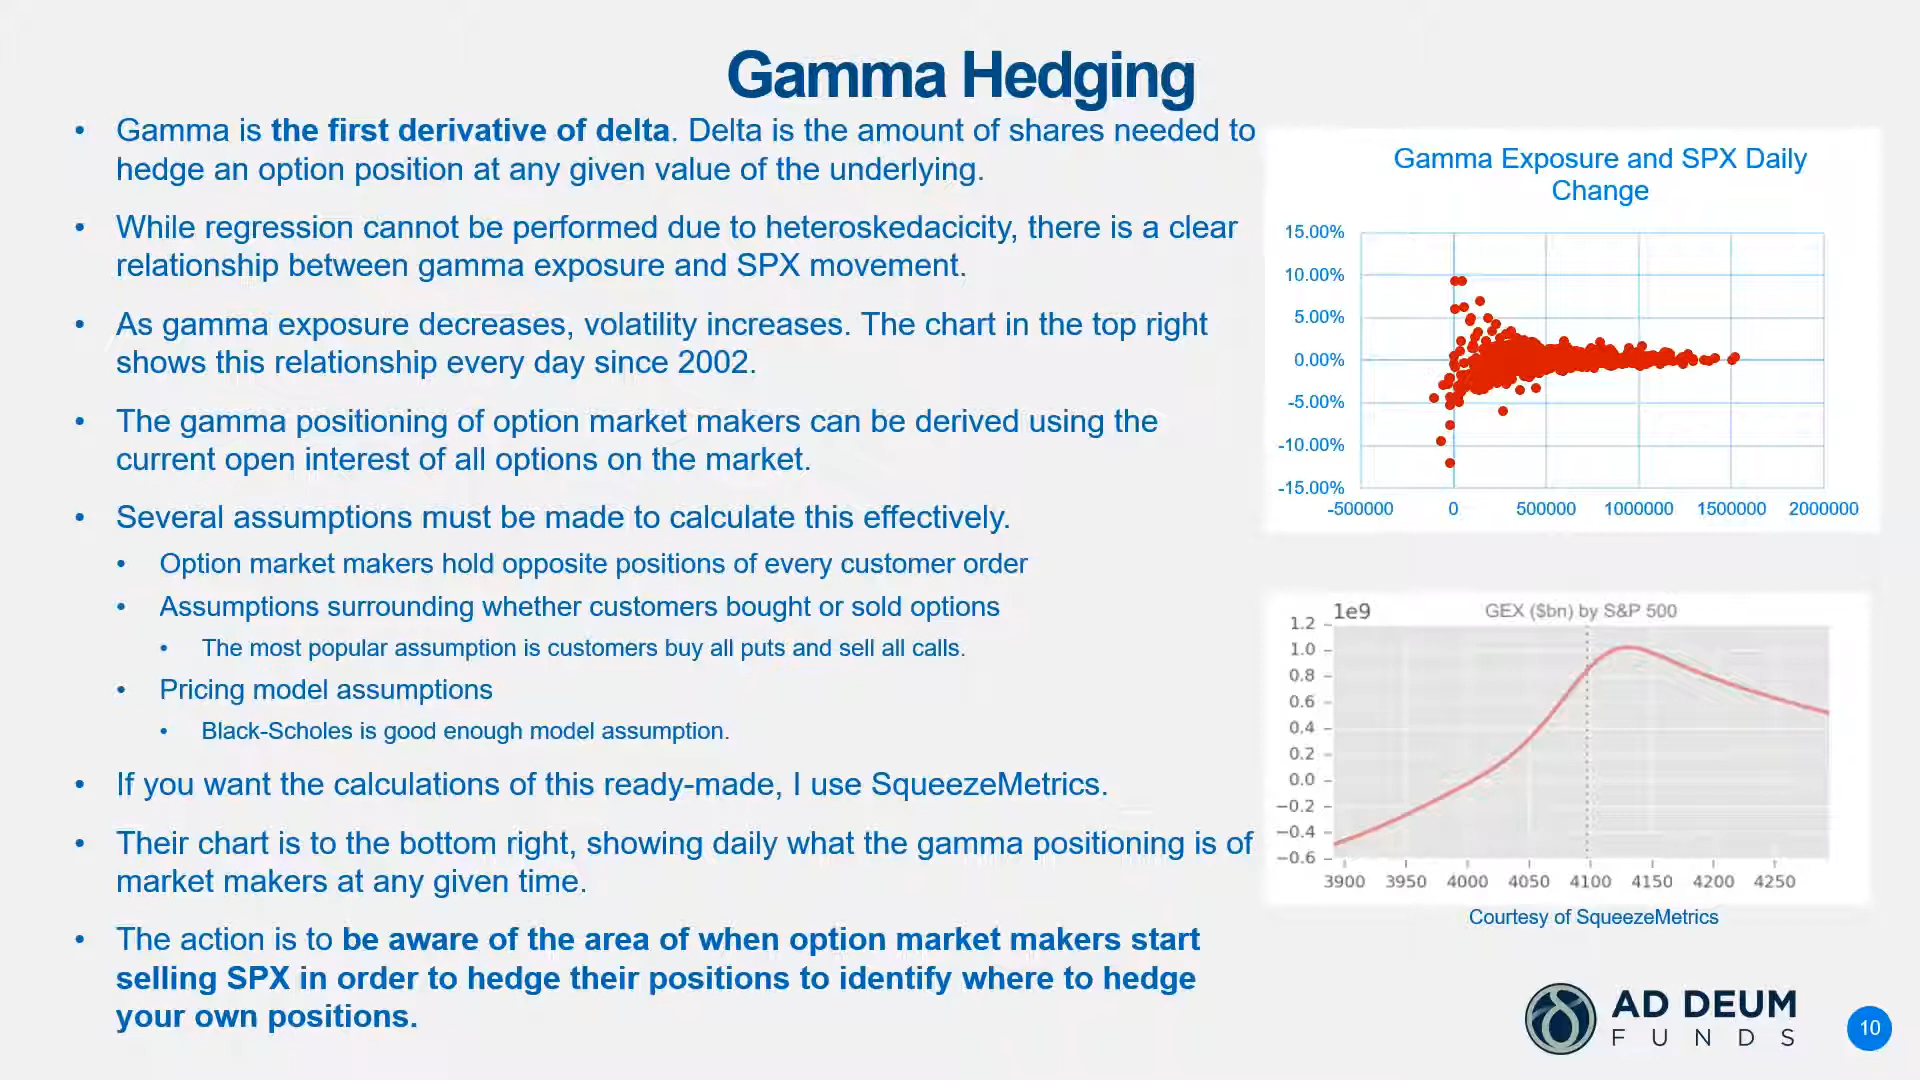 Gamma Hedging
• Gamma is the first derivative of delta. Delta is the amount of shares needed to
hedge an option position at any given value of the underlying.
• While regression cannot be performed due to heteroskedacicity, there is a clear
relationship between gamma exposure and SPX movement.
• As gamma exposure decreases, volatility increases. The chart in the top right
shows this relationship every day since 2002.
• The gamma positioning of option market makers can be derived using the
current open interest of all options on the market.
• Several assumptions must be made to calculate this effectively.
• Option market makers hold opposite positions of every customer order
• Assumptions surrounding whether customers bought or sold options
• The most popular assumption is customers buy all puts and sell all calls.
• Pricing model assumptions
• Black-Scholes is good enough model assumption.
• If you want the calculations of this ready-made, I use SqueezeMetrics.
• Their chart is to the bottom right, showing daily what the gamma positioning is of
market makers at any given time.
• The action is to be aware of the area of when option market makers start
selling SPX in order to hedge their positions to identify where to hedge
your own positions.
Gamma Exposure and SPX Daily
Change
15.00%
10.00%
5.00%
0.00%
-5.00%
-10.00%
-15.00%
-500000 0 500000 1000000 1500000 2000000
1e9
GEX ($bn) by S&P 500
1.2
1.0
0.8
0.6
0.4
0.2
0.0
−0.2
−0.4
−0.6
3900 3950 4000 4050 4100 4150 4200 4250
Courtesy of SqueezeMetrics
AD DEUM
FUNDS
10